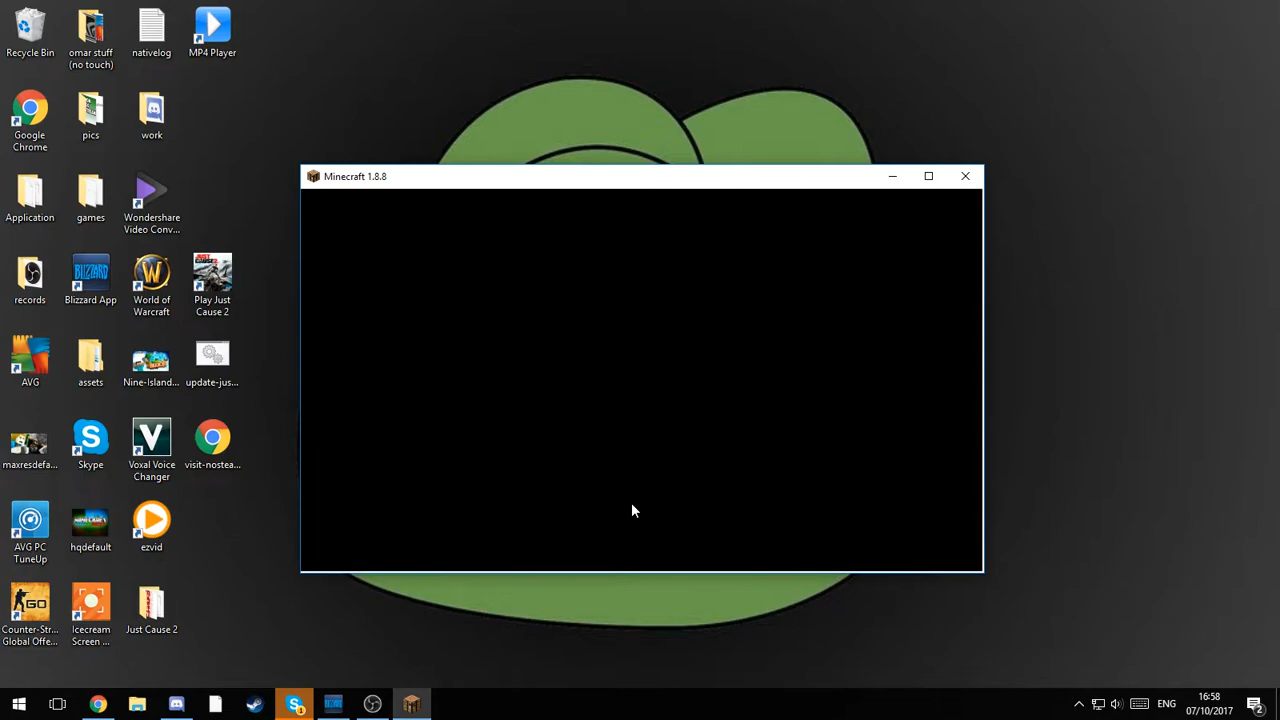 Recycle Bin
omar stuff
(no touch)
nativelog
MP4 Player
Google
Chrome
pics
work
Application
games
Wondershare
Video Conv...
records
Blizzard App
World of
Warcraft
Play Just
Cause 2
AVG
assets
Nine-Island...
update-jus...
maxresdefa...
Skype
Voxal Voice
Changer
visit-nostea...
AVG PC
TuneUp
hqdefault
ezvid
Counter-Str...
Global Offe...
Icecream
Screen ...
Just Cause 2
Minecraft 1.8.8
ENG
16:58
07/10/2017
2